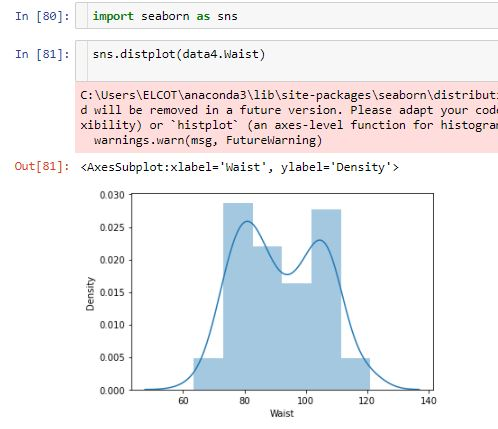 In [80]: import seaborn as sns
In [81]: sns.distplot(data4.Waist)
C:\Users\ELCOT\anaconda3\lib\site-packages\seaborn\distributi
d will be removed in a future version. Please adapt your code
xibility) or `histplot` (an axes-level function for histogram
warnings.warn(msg, FutureWarning)
Out[81]: <AxesSubplot:xlabel='Waist', ylabel='Density'>
0.030
0.025
0.020
0.015
0.010
0.005
0.000
Density
60 80 100 120 140
Waist